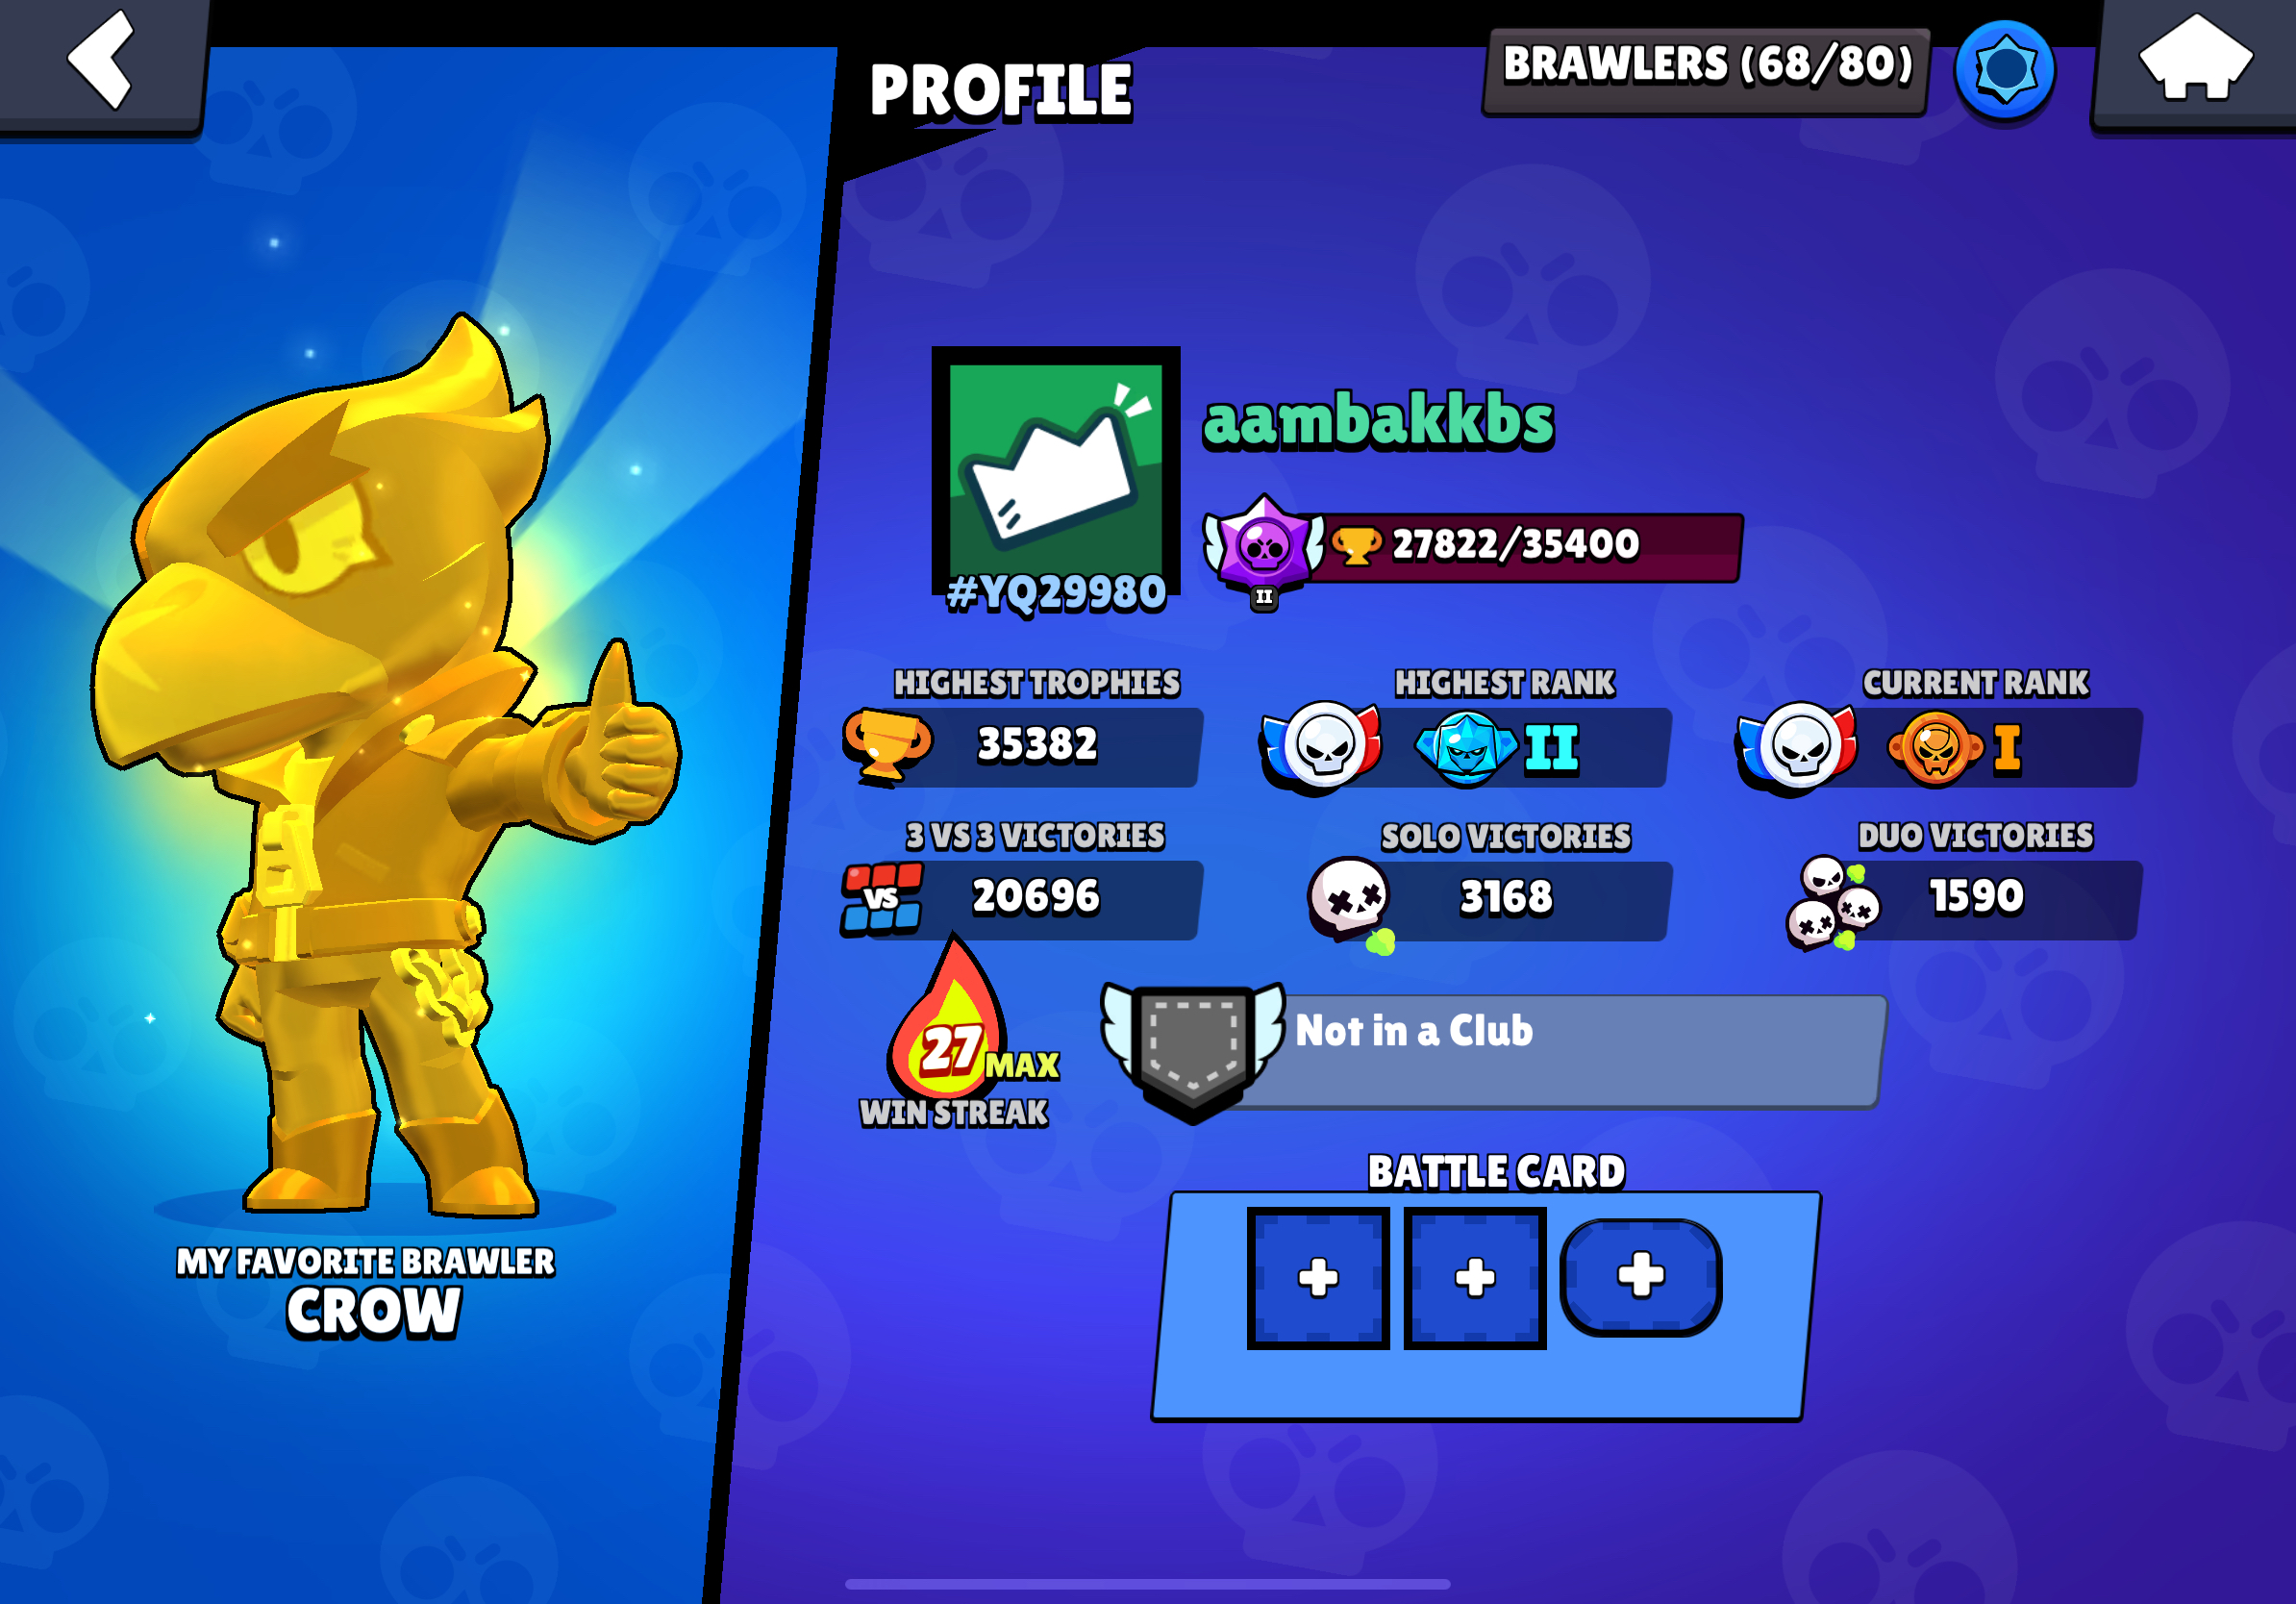 PROFILE
BRAWLERS (68/80)
aambakkbs
#YQ29980
27822/35400
II
HIGHEST TROPHIES
35382
HIGHEST RANK
II
CURRENT RANK
I
3 VS 3 VICTORIES
VS
20696
SOLO VICTORIES
3168
DUO VICTORIES
1590
27 MAX
WIN STREAK
Not in a Club
BATTLE CARD
MY FAVORITE BRAWLER
CROW